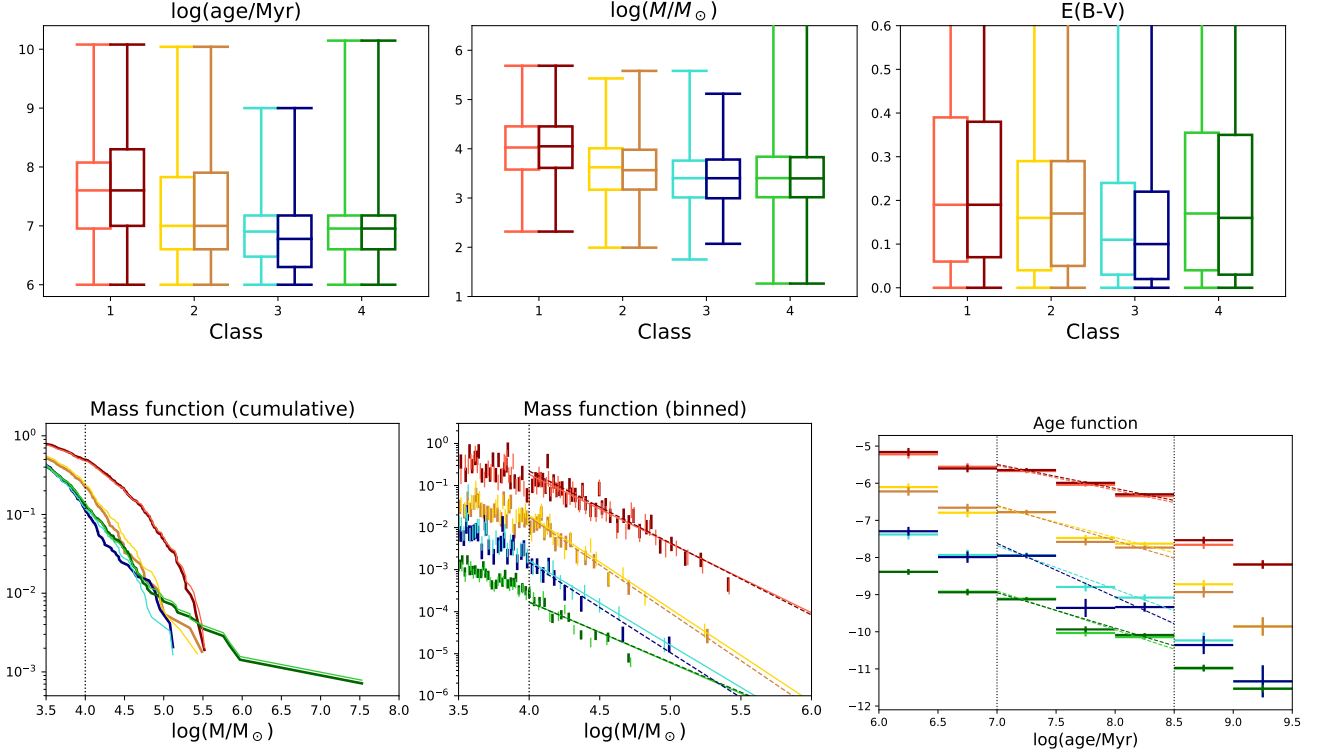 log(age/Myr)
log(M/M⊙)
E(B-V)
10
9
8
7
6
1 2 3 4
Class
6
5
4
3
2
1
1 2 3 4
Class
0.6
0.5
0.4
0.3
0.2
0.1
0.0
1 2 3 4
Class
Mass function (cumulative)
10⁰
10⁻¹
10⁻²
10⁻³
3.5 4.0 4.5 5.0 5.5 6.0 6.5 7.0 7.5 8.0
log(M/M⊙)
Mass function (binned)
10⁰
10⁻¹
10⁻²
10⁻³
10⁻⁴
10⁻⁵
10⁻⁶
3.5 4.0 4.5 5.0 5.5 6.0
log(M/M⊙)
Age function
−5
−6
−7
−8
−9
−10
−11
−12
6.0 6.5 7.0 7.5 8.0 8.5 9.0 9.5
log(age/Myr)